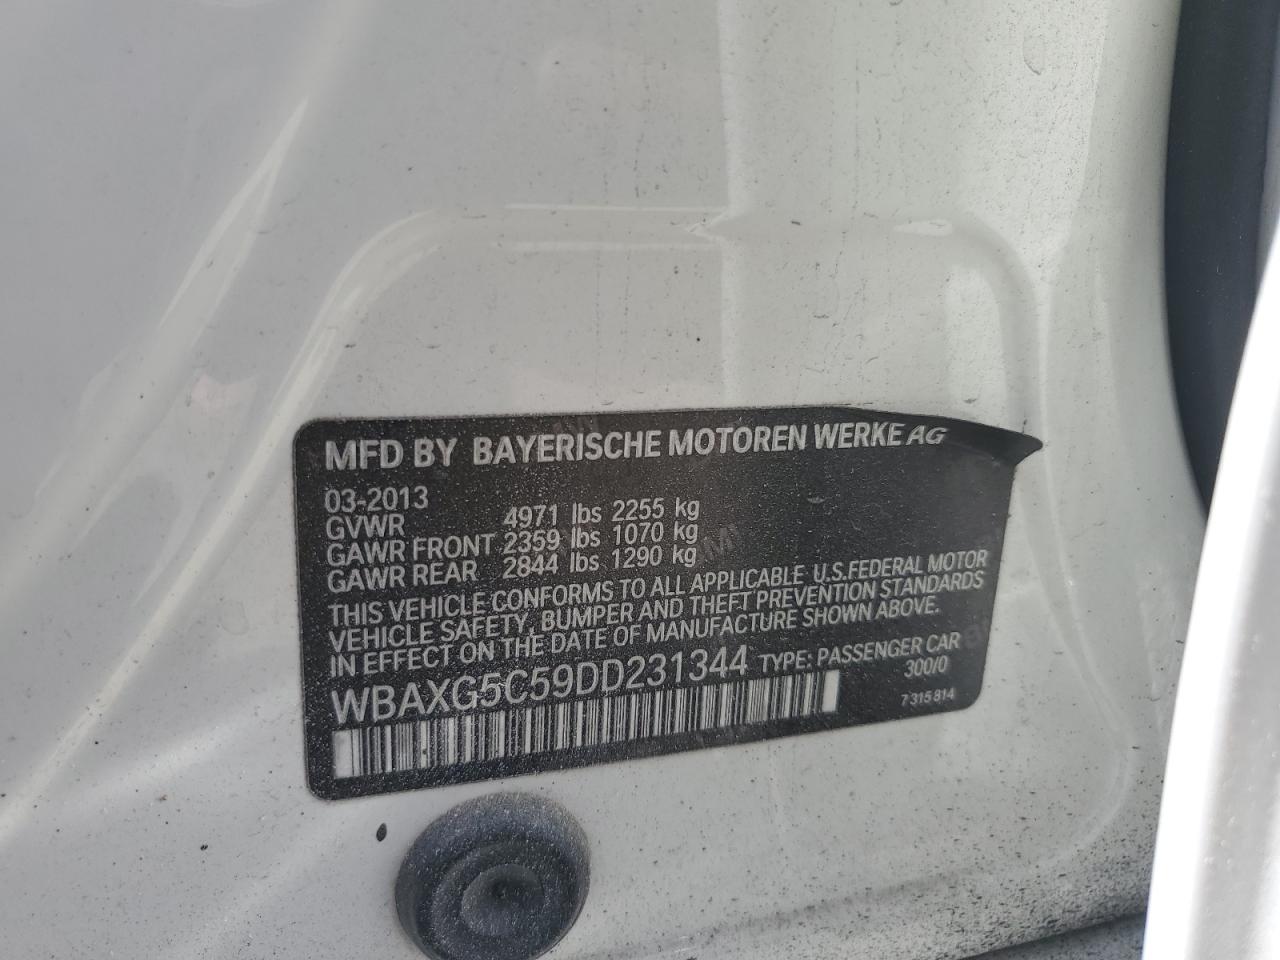 MFD BY BAYERISCHE MOTOREN WERKE AG
03-2013
GVWR 4971 lbs 2255 kg
GAWR FRONT 2359 lbs 1070 kg
GAWR REAR 2844 lbs 1290 kg
THIS VEHICLE CONFORMS TO ALL APPLICABLE U.S.FEDERAL MOTOR
VEHICLE SAFETY, BUMPER AND THEFT PREVENTION STANDARDS
IN EFFECT ON THE DATE OF MANUFACTURE SHOWN ABOVE.
WBAXG5C59DD231344 TYPE: PASSENGER CAR
300/0
7 315 814